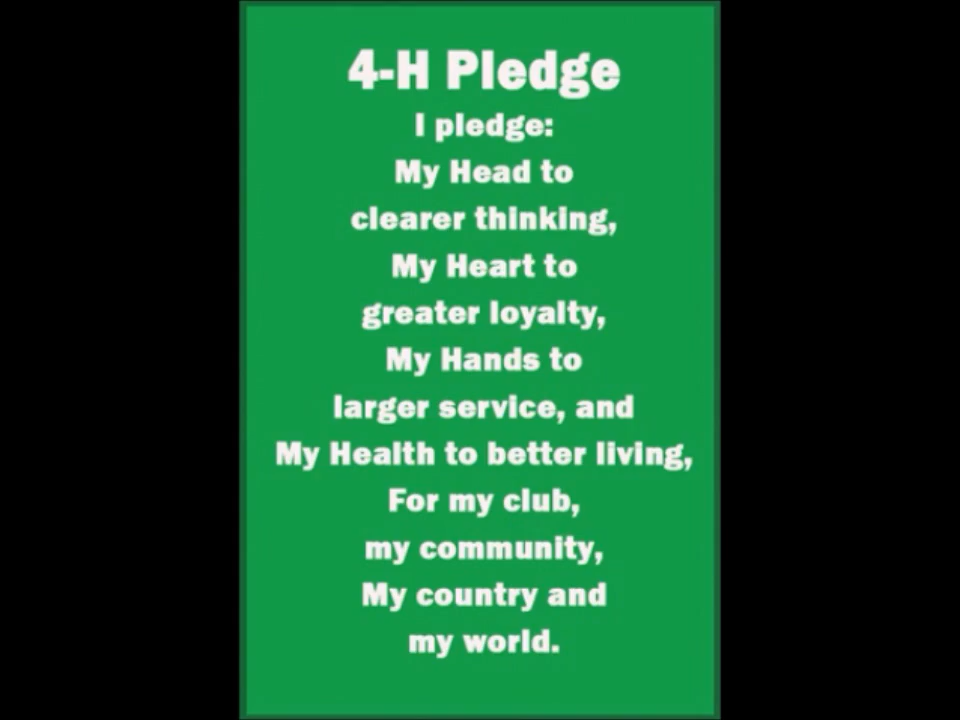 4-H Pledge
I pledge:
My Head to
clearer thinking,
My Heart to
greater loyalty,
My Hands to
larger service, and
My Health to better living,
For my club,
my community,
My country and
my world.